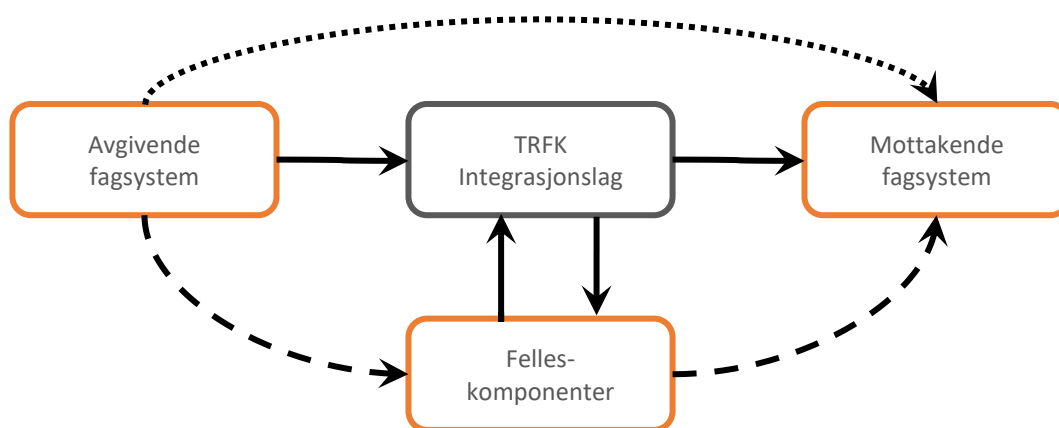 Avgivende
fagsystem
TRFK
Integrasjonslag
Mottakende
fagsystem
Felles-
komponenter